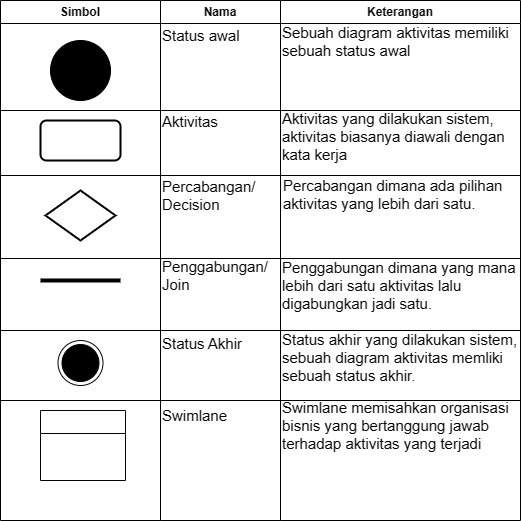 Simbol Nama Keterangan
Status awal
Sebuah diagram aktivitas memiliki
sebuah status awal
Aktivitas
Aktivitas yang dilakukan sistem,
aktivitas biasanya diawali dengan
kata kerja
Percabangan/
Decision
Percabangan dimana ada pilihan
aktivitas yang lebih dari satu.
Penggabungan/
Join
Penggabungan dimana yang mana
lebih dari satu aktivitas lalu
digabungkan jadi satu.
Status Akhir
Status akhir yang dilakukan sistem,
sebuah diagram aktivitas memliki
sebuah status akhir.
Swimlane
Swimlane memisahkan organisasi
bisnis yang bertanggung jawab
terhadap aktivitas yang terjadi